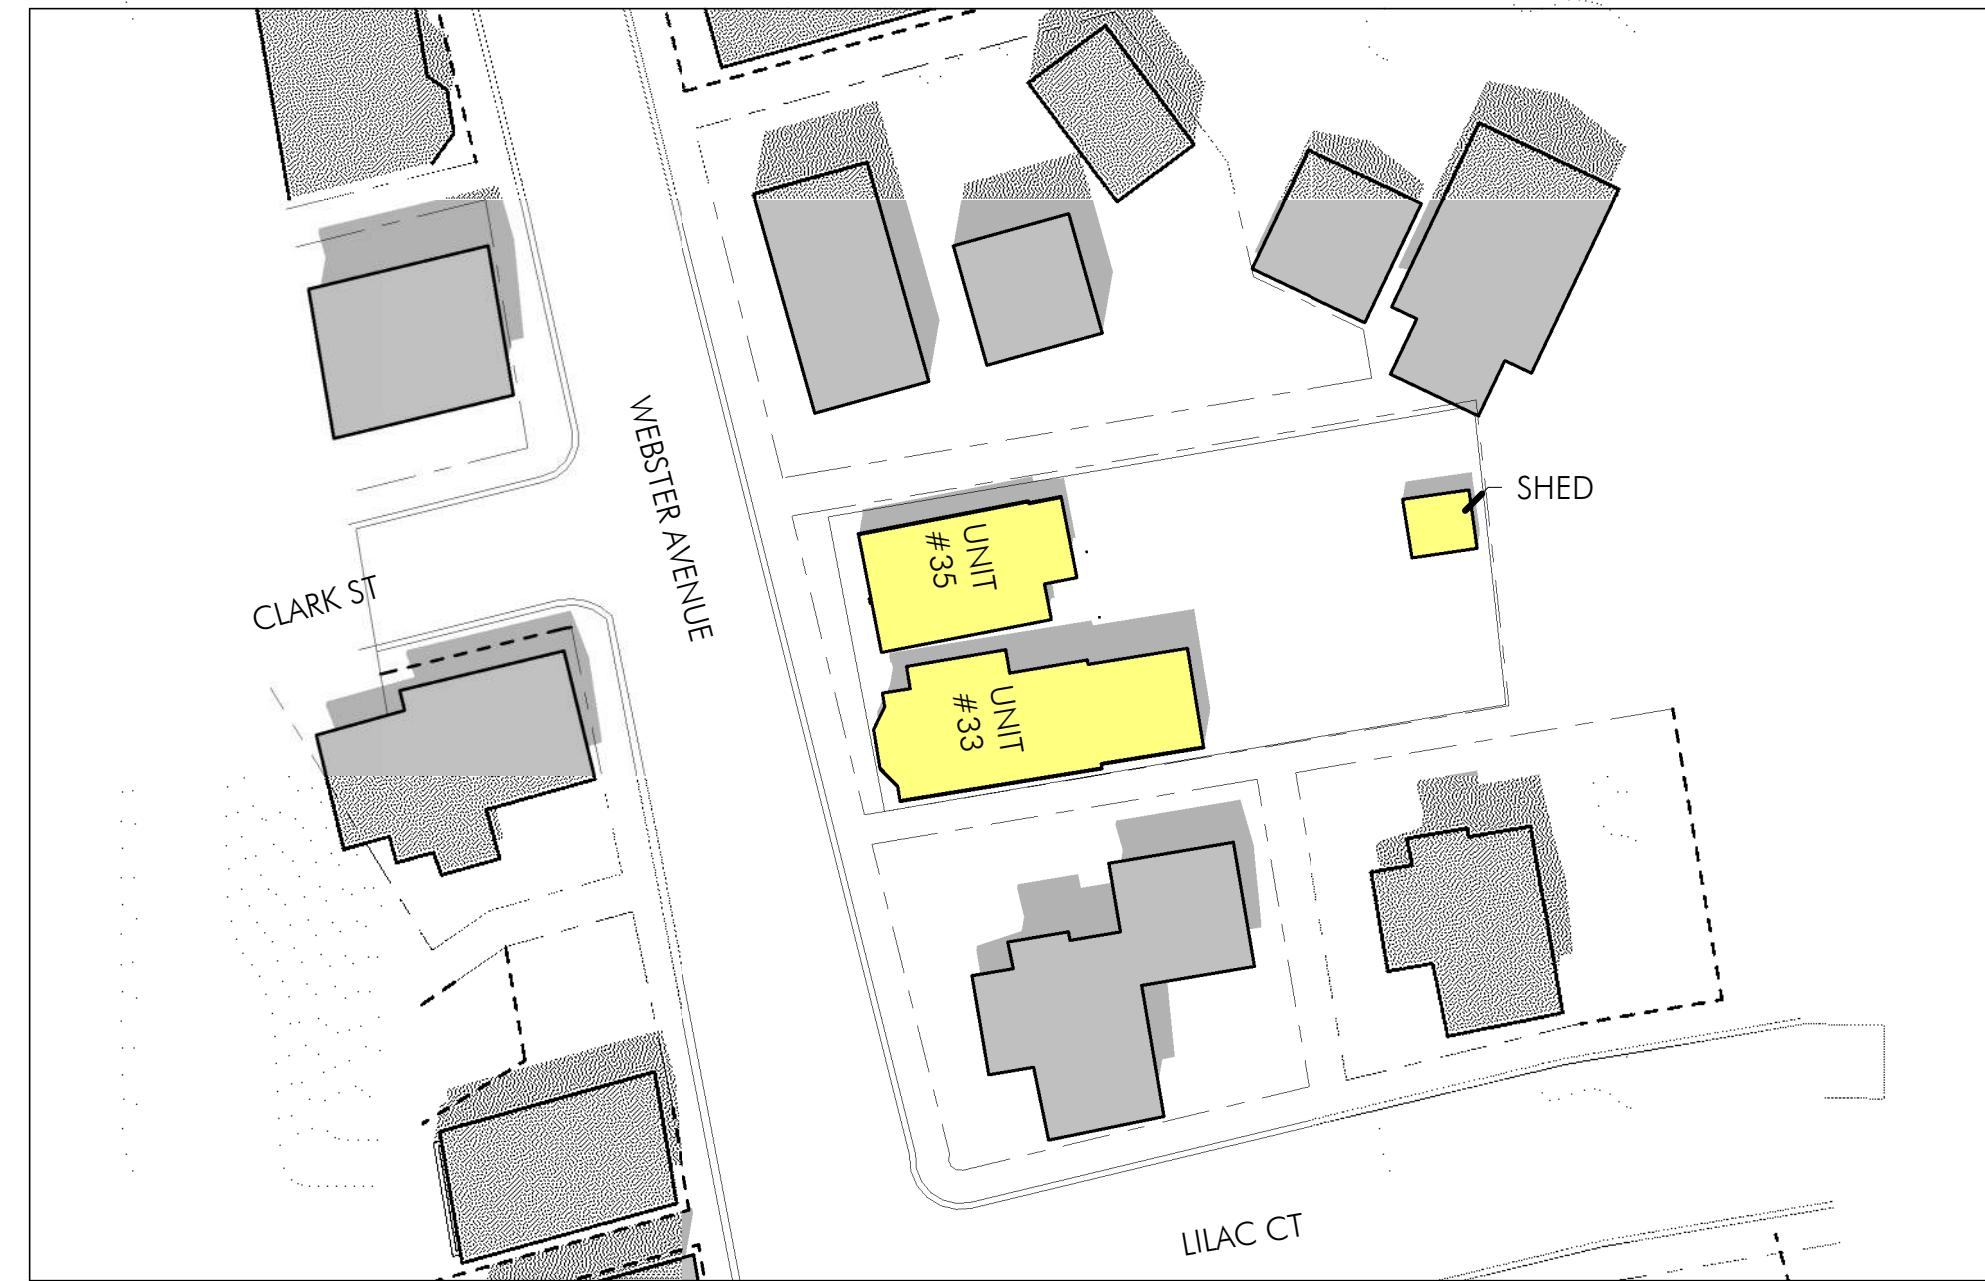 WEBSTER AVENUE
SHED
UNIT
#35
CLARK ST
UNIT
#33
LILAC CT